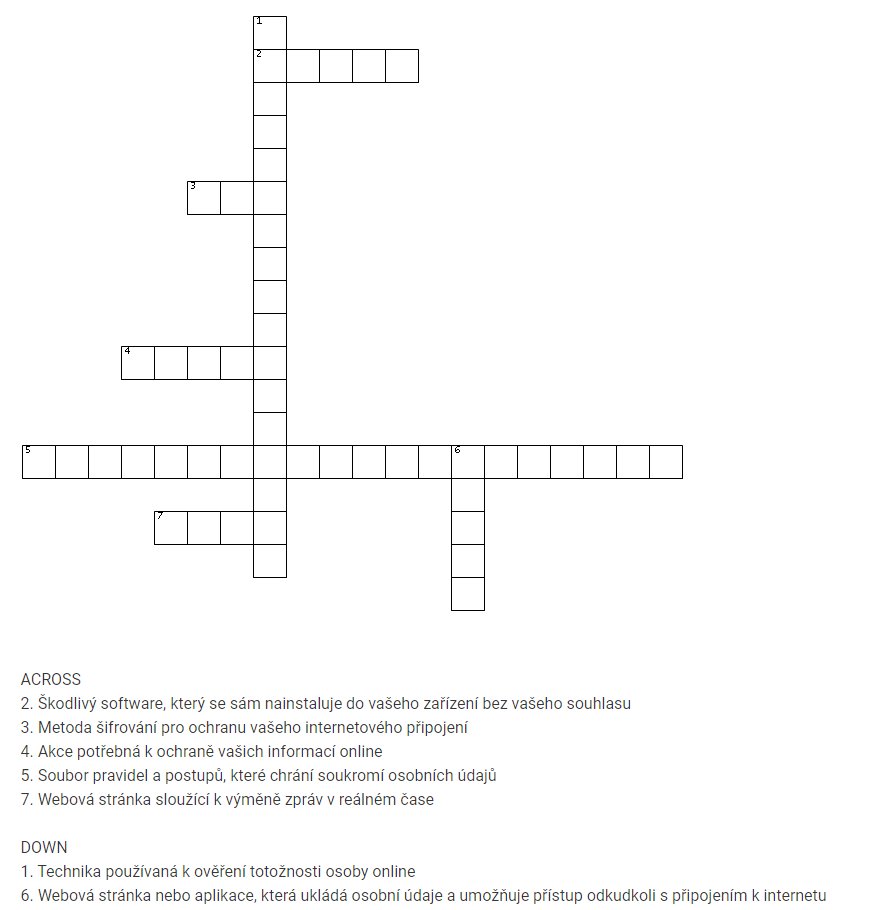 1
2
3
4
5
6
7
ACROSS
2. Škodlivý software, který se sám nainstaluje do vašeho zařízení bez vašeho souhlasu
3. Metoda šifrování pro ochranu vašeho internetového připojení
4. Akce potřebná k ochraně vašich informací online
5. Soubor pravidel a postupů, které chrání soukromí osobních údajů
7. Webová stránka sloužící k výměně zpráv v reálném čase
DOWN
1. Technika používaná k ověření totožnosti osoby online
6. Webová stránka nebo aplikace, která ukládá osobní údaje a umožňuje přístup odkudkoli s připojením k internetu